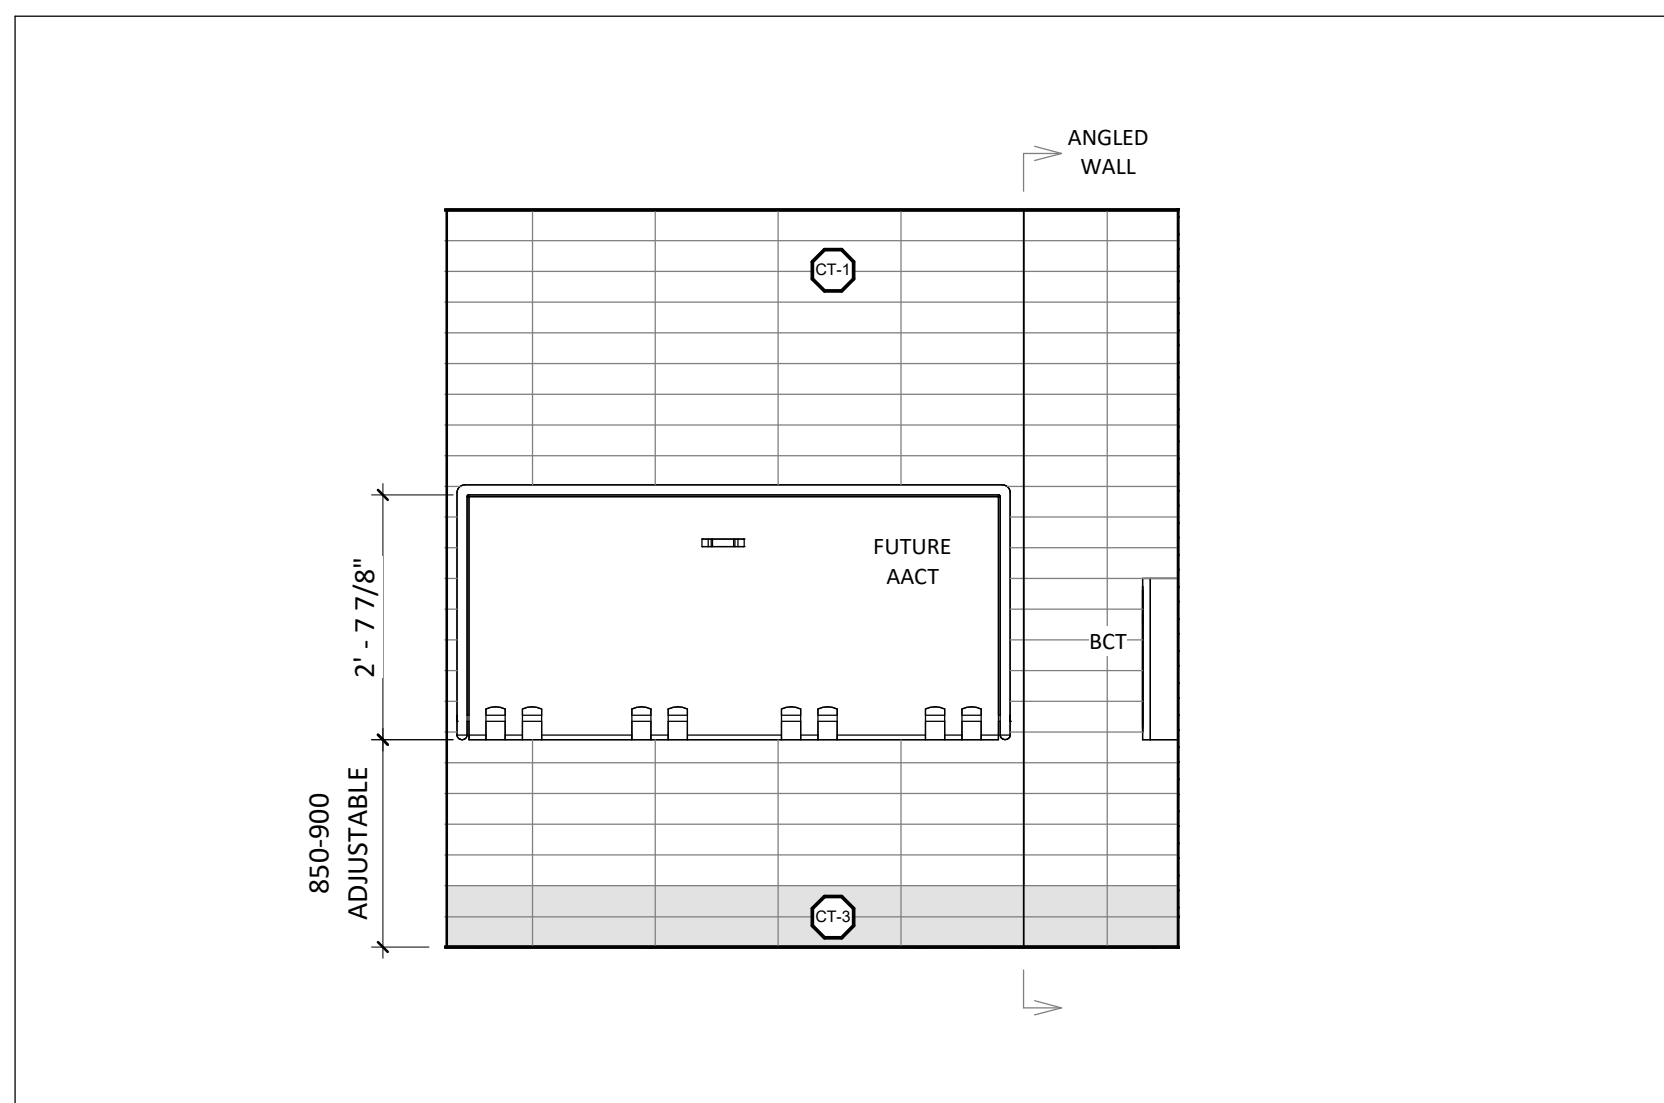 ANGLED
WALL
CT-1
FUTURE
AACT
2' - 7 7/8"
BCT
850-900
ADJUSTABLE
CT-3